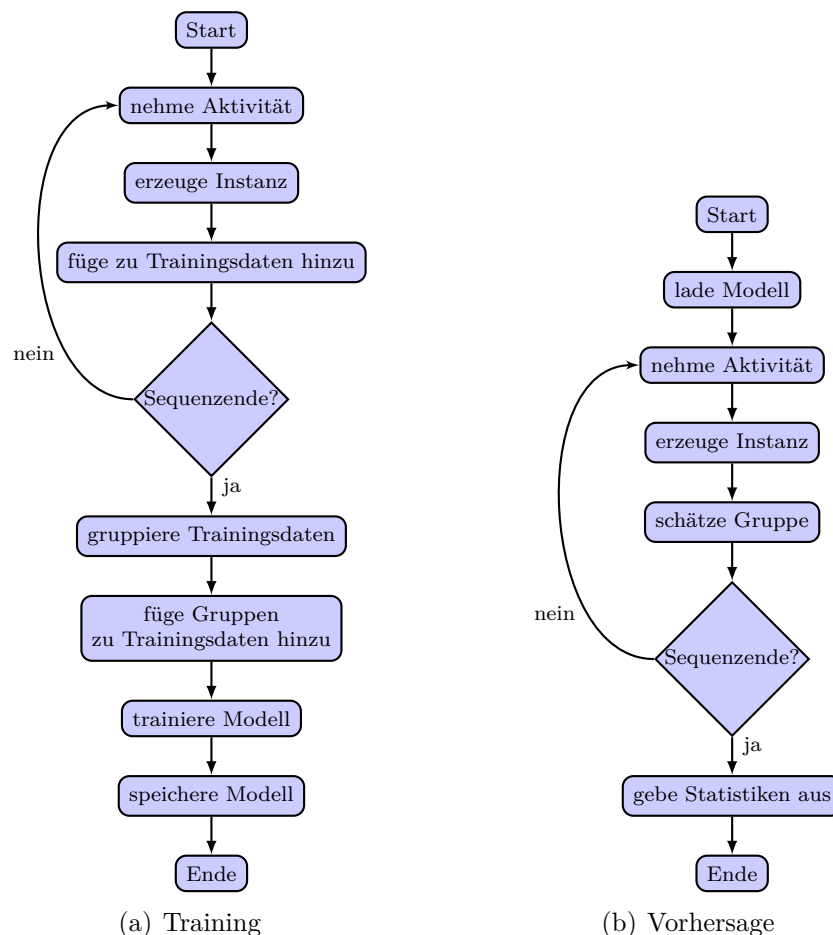 Start
nehme Aktivität
erzeuge Instanz
füge zu Trainingsdaten hinzu
nein
Sequenzende?
ja
gruppiere Trainingsdaten
füge Gruppen
zu Trainingsdaten hinzu
trainiere Modell
speichere Modell
Ende
(a) Training
Start
lade Modell
nehme Aktivität
erzeuge Instanz
schätze Gruppe
nein
Sequenzende?
ja
gebe Statistiken aus
Ende
(b) Vorhersage